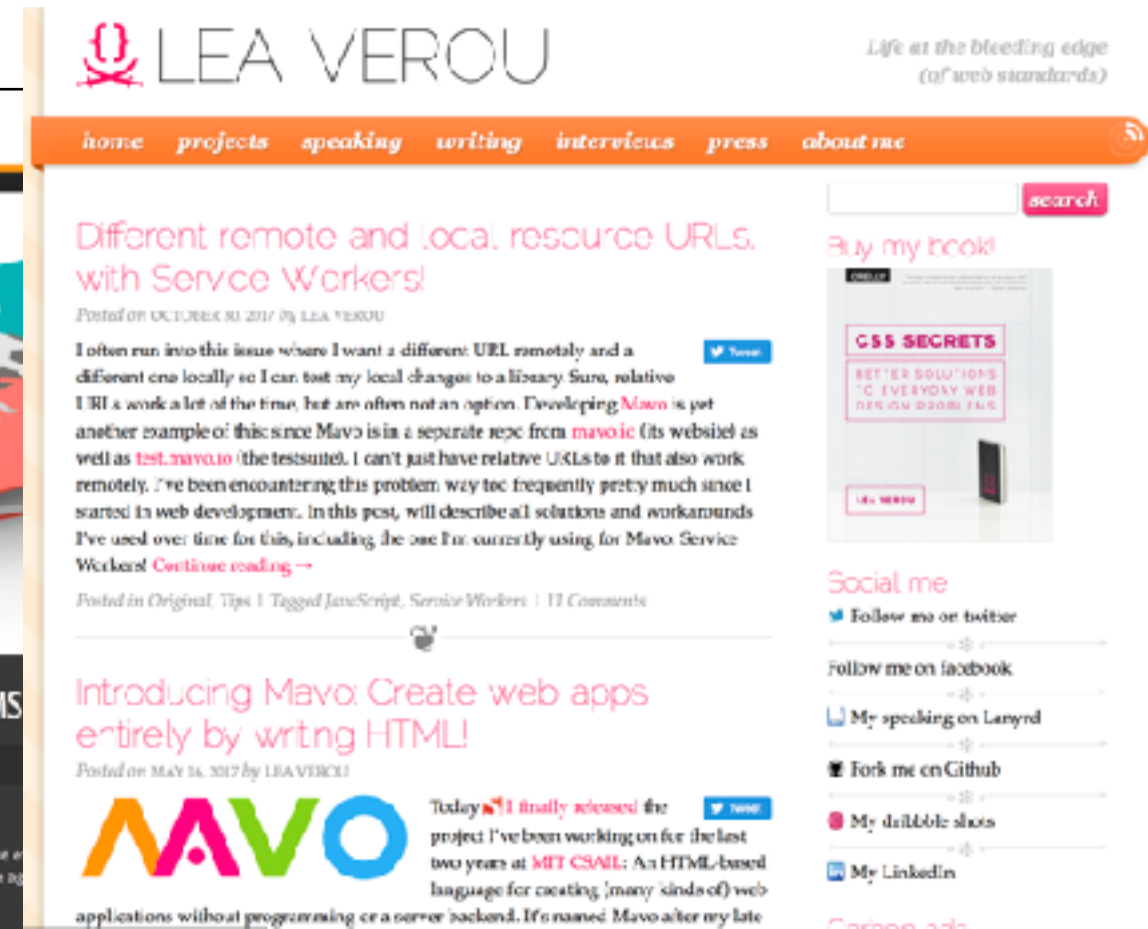 LEA VEROU
Life at the bleeding edge
(of web standards)
home projects speaking writing interviews press about me
search
Different remote and local resource URLs,
with Service Workers!
Posted on OCTOBER 30, 2017 by LEA VEROU
Tweet
I often run into this issue where I want a different URL remotely and a
different one locally so I can test my local changes to a library. Sure, relative
URLs work a lot of the time, but are often not an option. Developing Mavo is yet
another example of this: since Mavo is in a separate repo from mavo.io (its website) as
well as test.mavo.io (the testsuite), I can't just have relative URLs to it that also work
remotely. I've been encountering this problem way too frequently pretty much since I
started in web development. In this post, will describe all solutions and workarounds
I've used over time for this, including the one I'm currently using for Mavo: Service
Workers! Continue reading →
Posted in Original, Tips | Tagged JavaScript, Service Workers | 11 Comments
Introducing Mavo: Create web apps
entirely by writing HTML!
Posted on MAY 16, 2017 by LEA VEROU
MAVO
Tweet
Today I finally released the
project I've been working on for the last
two years at MIT CSAIL: An HTML-based
language for creating (many kinds of) web
applications without programming or a server backend. It's named Mavo after my late
Buy my book!
O'REILLY
CSS SECRETS
BETTER SOLUTIONS
TO EVERYDAY WEB
DESIGN PROBLEMS
LEA VEROU
Social me
Follow me on twitter
Follow me on facebook
My speaking on Lanyrd
Fork me on Github
My dribbble shots
My LinkedIn
MS